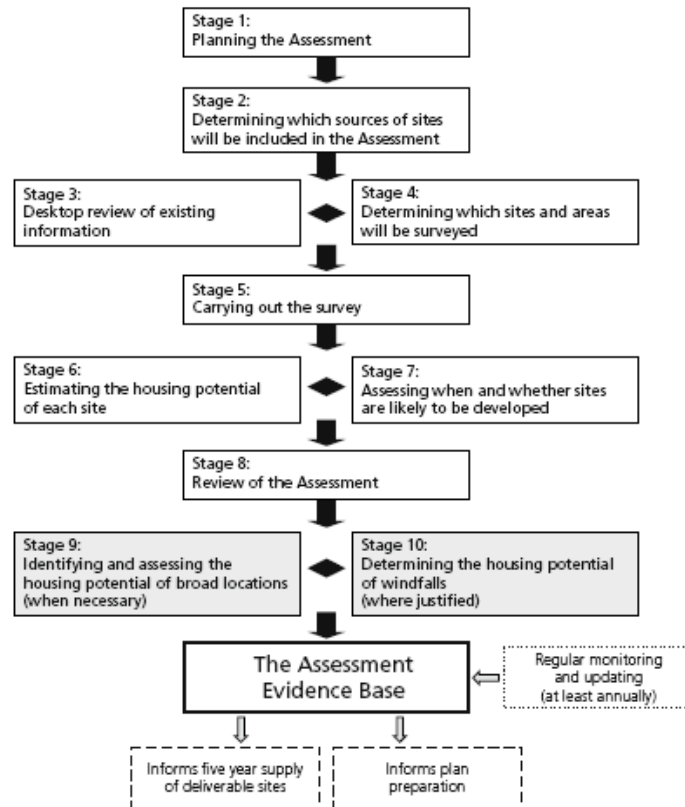 Stage 1:
Planning the Assessment
Stage 2:
Determining which sources of sites
will be included in the Assessment
Stage 3:
Desktop review of existing
information
Stage 4:
Determining which sites and areas
will be surveyed
Stage 5:
Carrying out the survey
Stage 6:
Estimating the housing potential
of each site
Stage 7:
Assessing when and whether sites
are likely to be developed
Stage 8:
Review of the Assessment
Stage 9:
Identifying and assessing the
housing potential of broad locations
(when necessary)
Stage 10:
Determining the housing potential
of windfalls
(where justified)
The Assessment
Evidence Base
Regular monitoring
and updating
(at least annually)
Informs five year supply
of deliverable sites
Informs plan
preparation